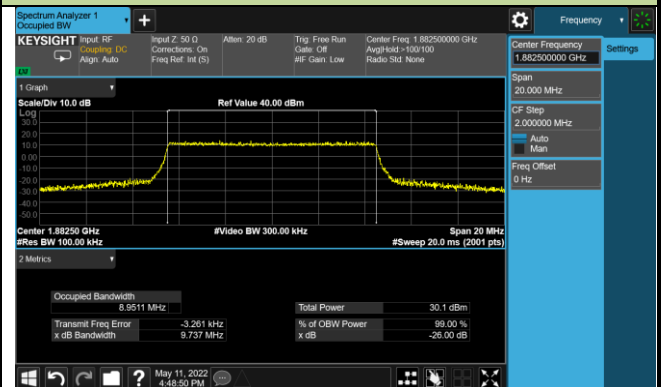 Spectrum Analyzer 1
Occupied BW
Frequency
KEYSIGHT
Input: RF
Coupling: DC
Align: Auto
Input Z: 50 Ω
Corrections: On
Freq Ref: Int (S)
Atten: 20 dB
Trig: Free Run
Gate: Off
#IF Gain: Low
Center Freq: 1.882500000 GHz
Avg|Hold:>100/100
Radio Std: None
Center Frequency
1.882500000 GHz
Settings
Span
20.000 MHz
CF Step
2.000000 MHz
Auto
Man
Freq Offset
0 Hz
1 Graph
Scale/Div 10.0 dB
Ref Value 40.00 dBm
Log
30.0
20.0
10.0
0.00
-10.0
-20.0
-30.0
-40.0
-50.0
Center 1.88250 GHz
#Video BW 300.00 kHz
Span 20 MHz
#Res BW 100.00 kHz
#Sweep 20.0 ms (2001 pts)
2 Metrics
Occupied Bandwidth
8.9511 MHz
Total Power 30.1 dBm
Transmit Freq Error -3.261 kHz
% of OBW Power 99.00 %
x dB Bandwidth 9.737 MHz
x dB -26.00 dB
May 11, 2022
4:48:50 PM